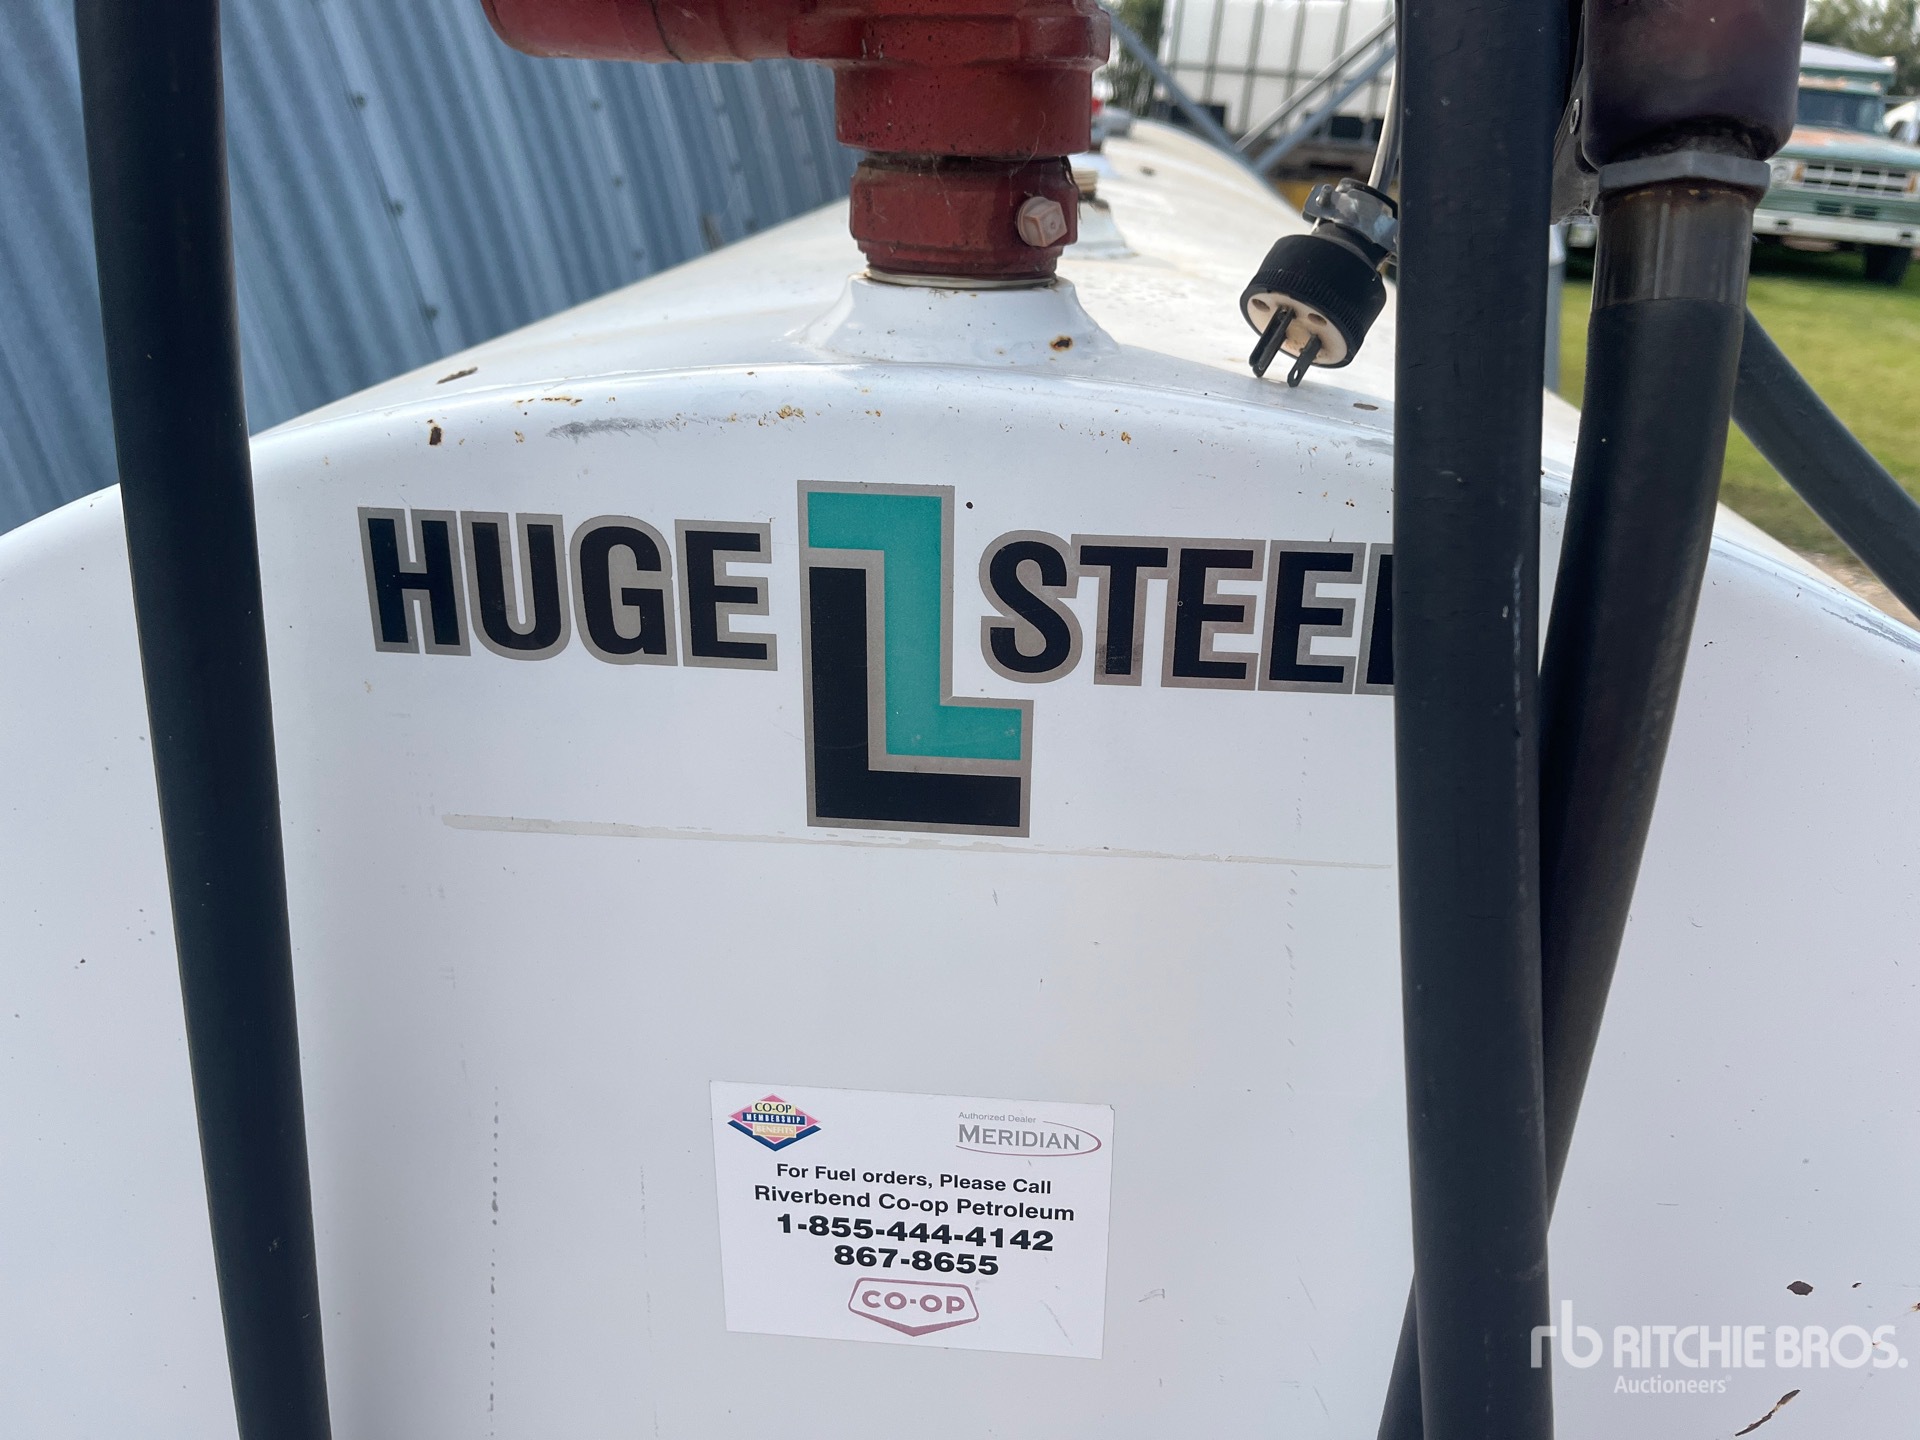 HUGE L STEEL
CO-OP
MEMBERSHIP
BENEFITS
Authorized Dealer
MERIDIAN
For Fuel orders, Please Call
Riverbend Co-op Petroleum
1-855-444-4142
867-8655
CO-OP
rb RITCHIE BROS.
Auctioneers